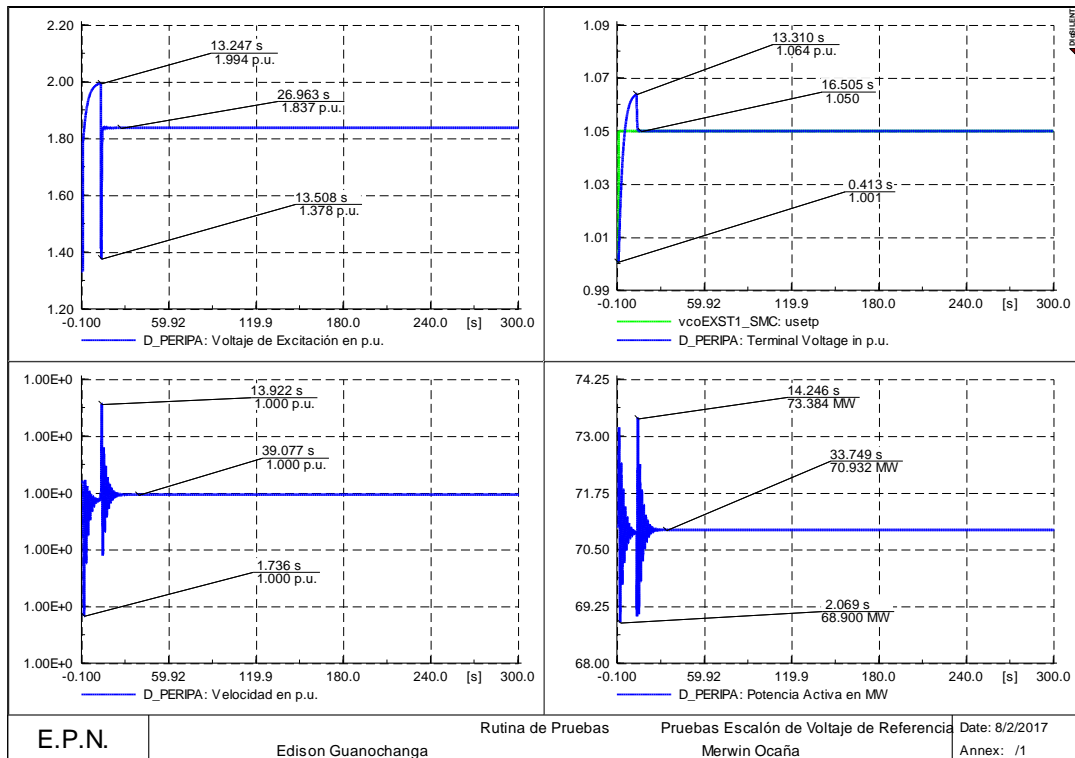 2.20
2.00
1.80
1.60
1.40
1.20
-0.100
59.92
119.9
180.0
240.0
[s]
300.0
13.247 s
1.994 p.u.
26.963 s
1.837 p.u.
13.508 s
1.378 p.u.
D_PERIPA: Voltaje de Excitación en p.u.
1.09
1.07
1.05
1.03
1.01
0.99
-0.100
59.92
119.9
180.0
240.0
[s]
300.0
13.310 s
1.064 p.u.
16.505 s
1.050
0.413 s
1.001
vcoEXST1_SMC: usetp
D_PERIPA: Terminal Voltage in p.u.
DIgSILENT
1.00E+0
1.00E+0
1.00E+0
1.00E+0
1.00E+0
1.00E+0
-0.100
59.92
119.9
180.0
240.0
[s]
300.0
13.922 s
1.000 p.u.
39.077 s
1.000 p.u.
1.736 s
1.000 p.u.
D_PERIPA: Velocidad en p.u.
74.25
73.00
71.75
70.50
69.25
68.00
-0.100
59.92
119.9
180.0
240.0
[s]
300.0
14.246 s
73.384 MW
33.749 s
70.932 MW
2.069 s
68.900 MW
D_PERIPA: Potencia Activa en MW
E.P.N.
Rutina de Pruebas
Pruebas Escalón de Voltaje de Referencia
Date: 8/2/2017
Edison Guanochanga
Merwin Ocaña
Annex: /1